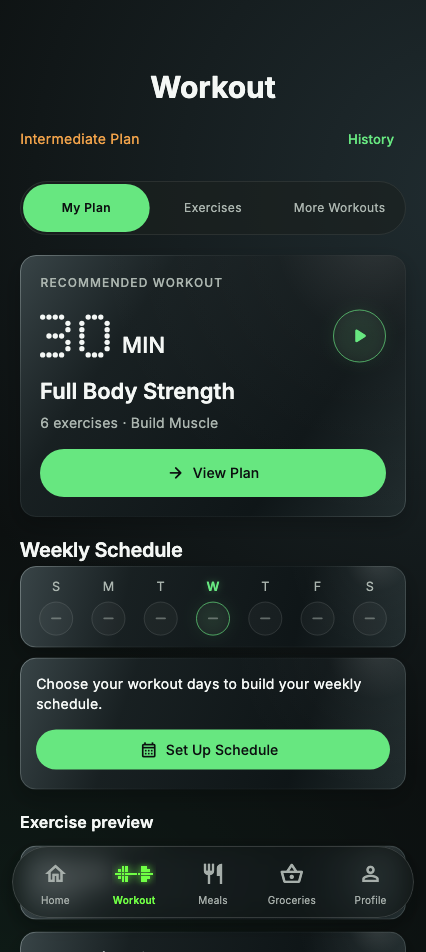 Workout
Intermediate Plan
History
My Plan
Exercises
More Workouts
RECOMMENDED WORKOUT
30 MIN
Full Body Strength
6 exercises · Build Muscle
View Plan
Weekly Schedule
S M T W T F S
Choose your workout days to build your weekly
schedule.
Set Up Schedule
Exercise preview
Home
Workout
Meals
Groceries
Profile